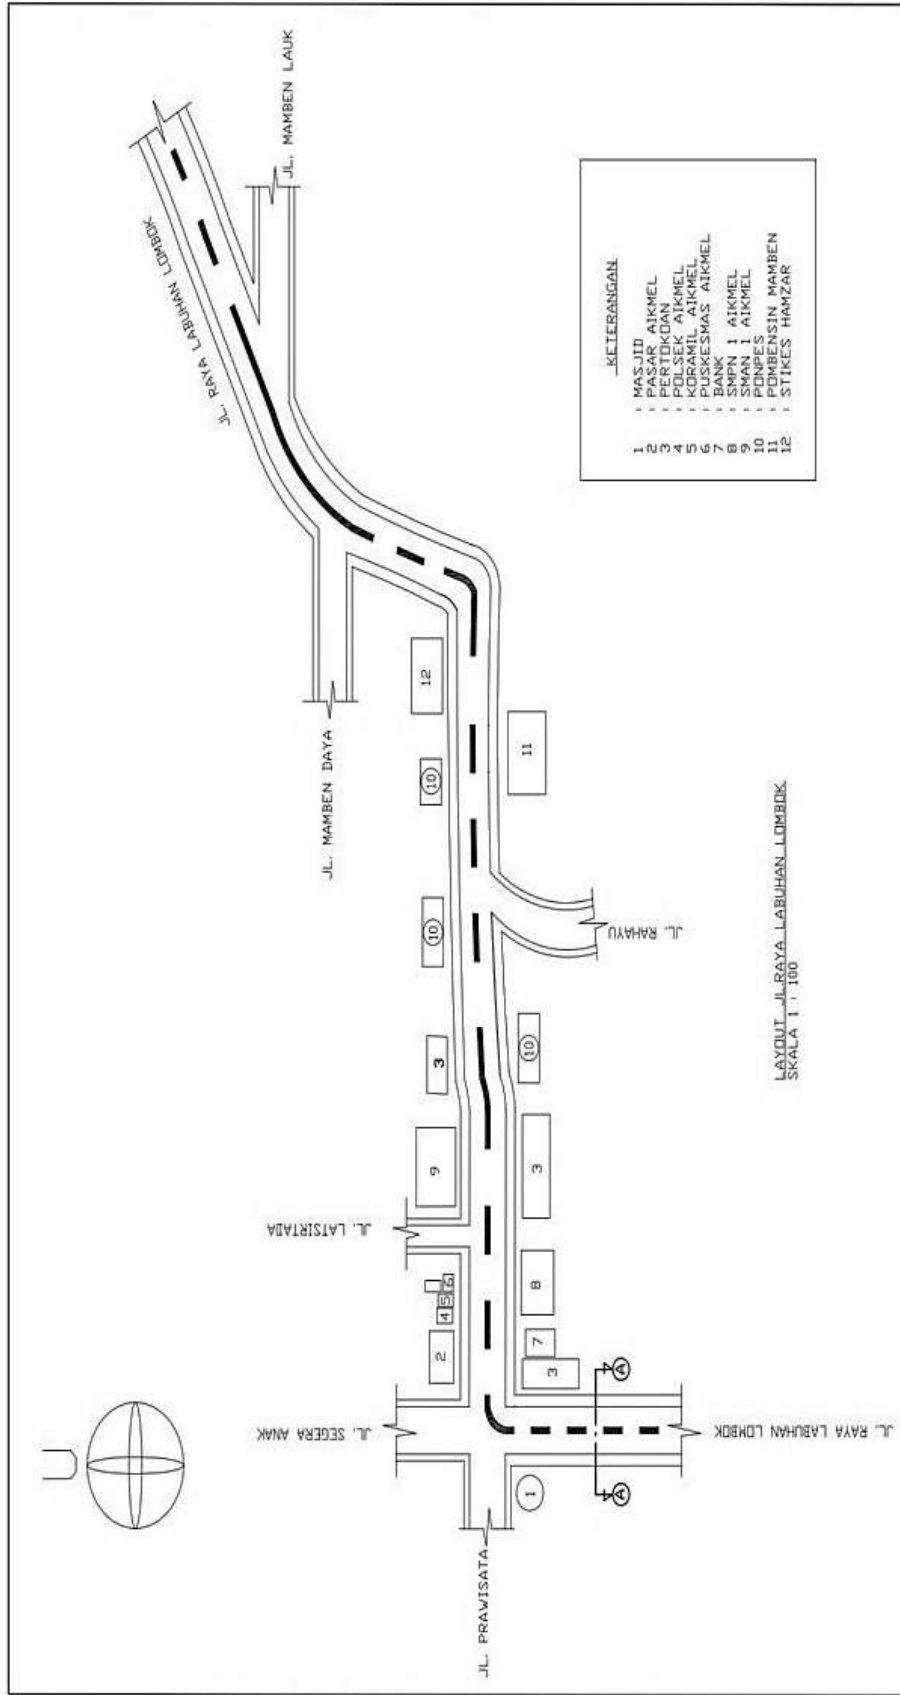 JL. RAYA LABUHAN LOMBOK
JL. MAMBEN LAUK
JL. MAMBEN DAYA
JL. RAHAYU
JL. LATSIRTADA
JL. SEGERA ANAK
JL. PRAWISATA
JL. RAYA LABUHAN LOMBOK
1
2
3
4
5
6
7
8
9
3
3
10
10
10
11
12
A
A
KETERANGAN
1 : MASJID
2 : PASAR AIKMEL
3 : PERTOKOAN
4 : POLSEK AIKMEL
5 : KORAMIL AIKMEL
6 : PUSKESMAS AIKMEL
7 : BANK
8 : SMPN 1 AIKMEL
9 : SMAN 1 AIKMEL
10 : PONPES
11 : POMBENSIN MAMBEN
12 : STIKES HAMZAR
LAYOUT JL.RAYA LABUHAN LOMBOK
SKALA 1 : 100